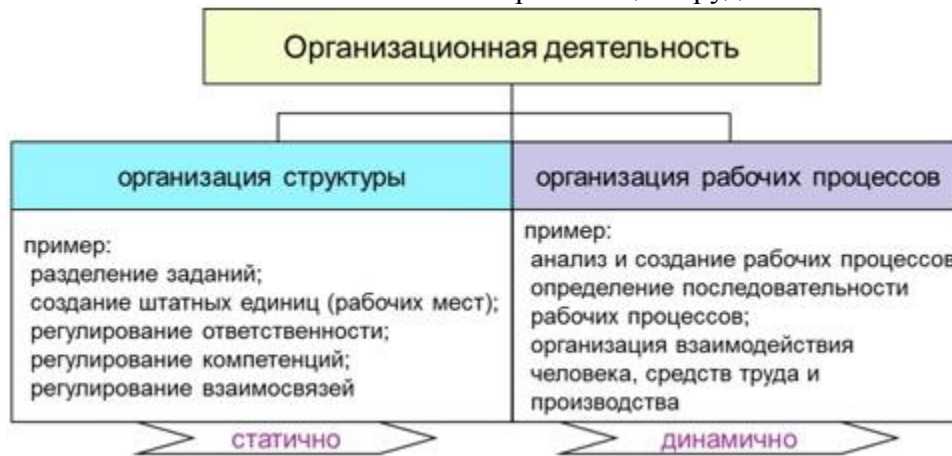 Организационная деятельность
организация структуры
организация рабочих процессов
пример:
разделение заданий;
создание штатных единиц (рабочих мест);
регулирование ответственности;
регулирование компетенций;
регулирование взаимосвязей
пример:
анализ и создание рабочих процессов
определение последовательности
рабочих процессов;
организация взаимодействия
человека, средств труда и
производства
статично
динамично